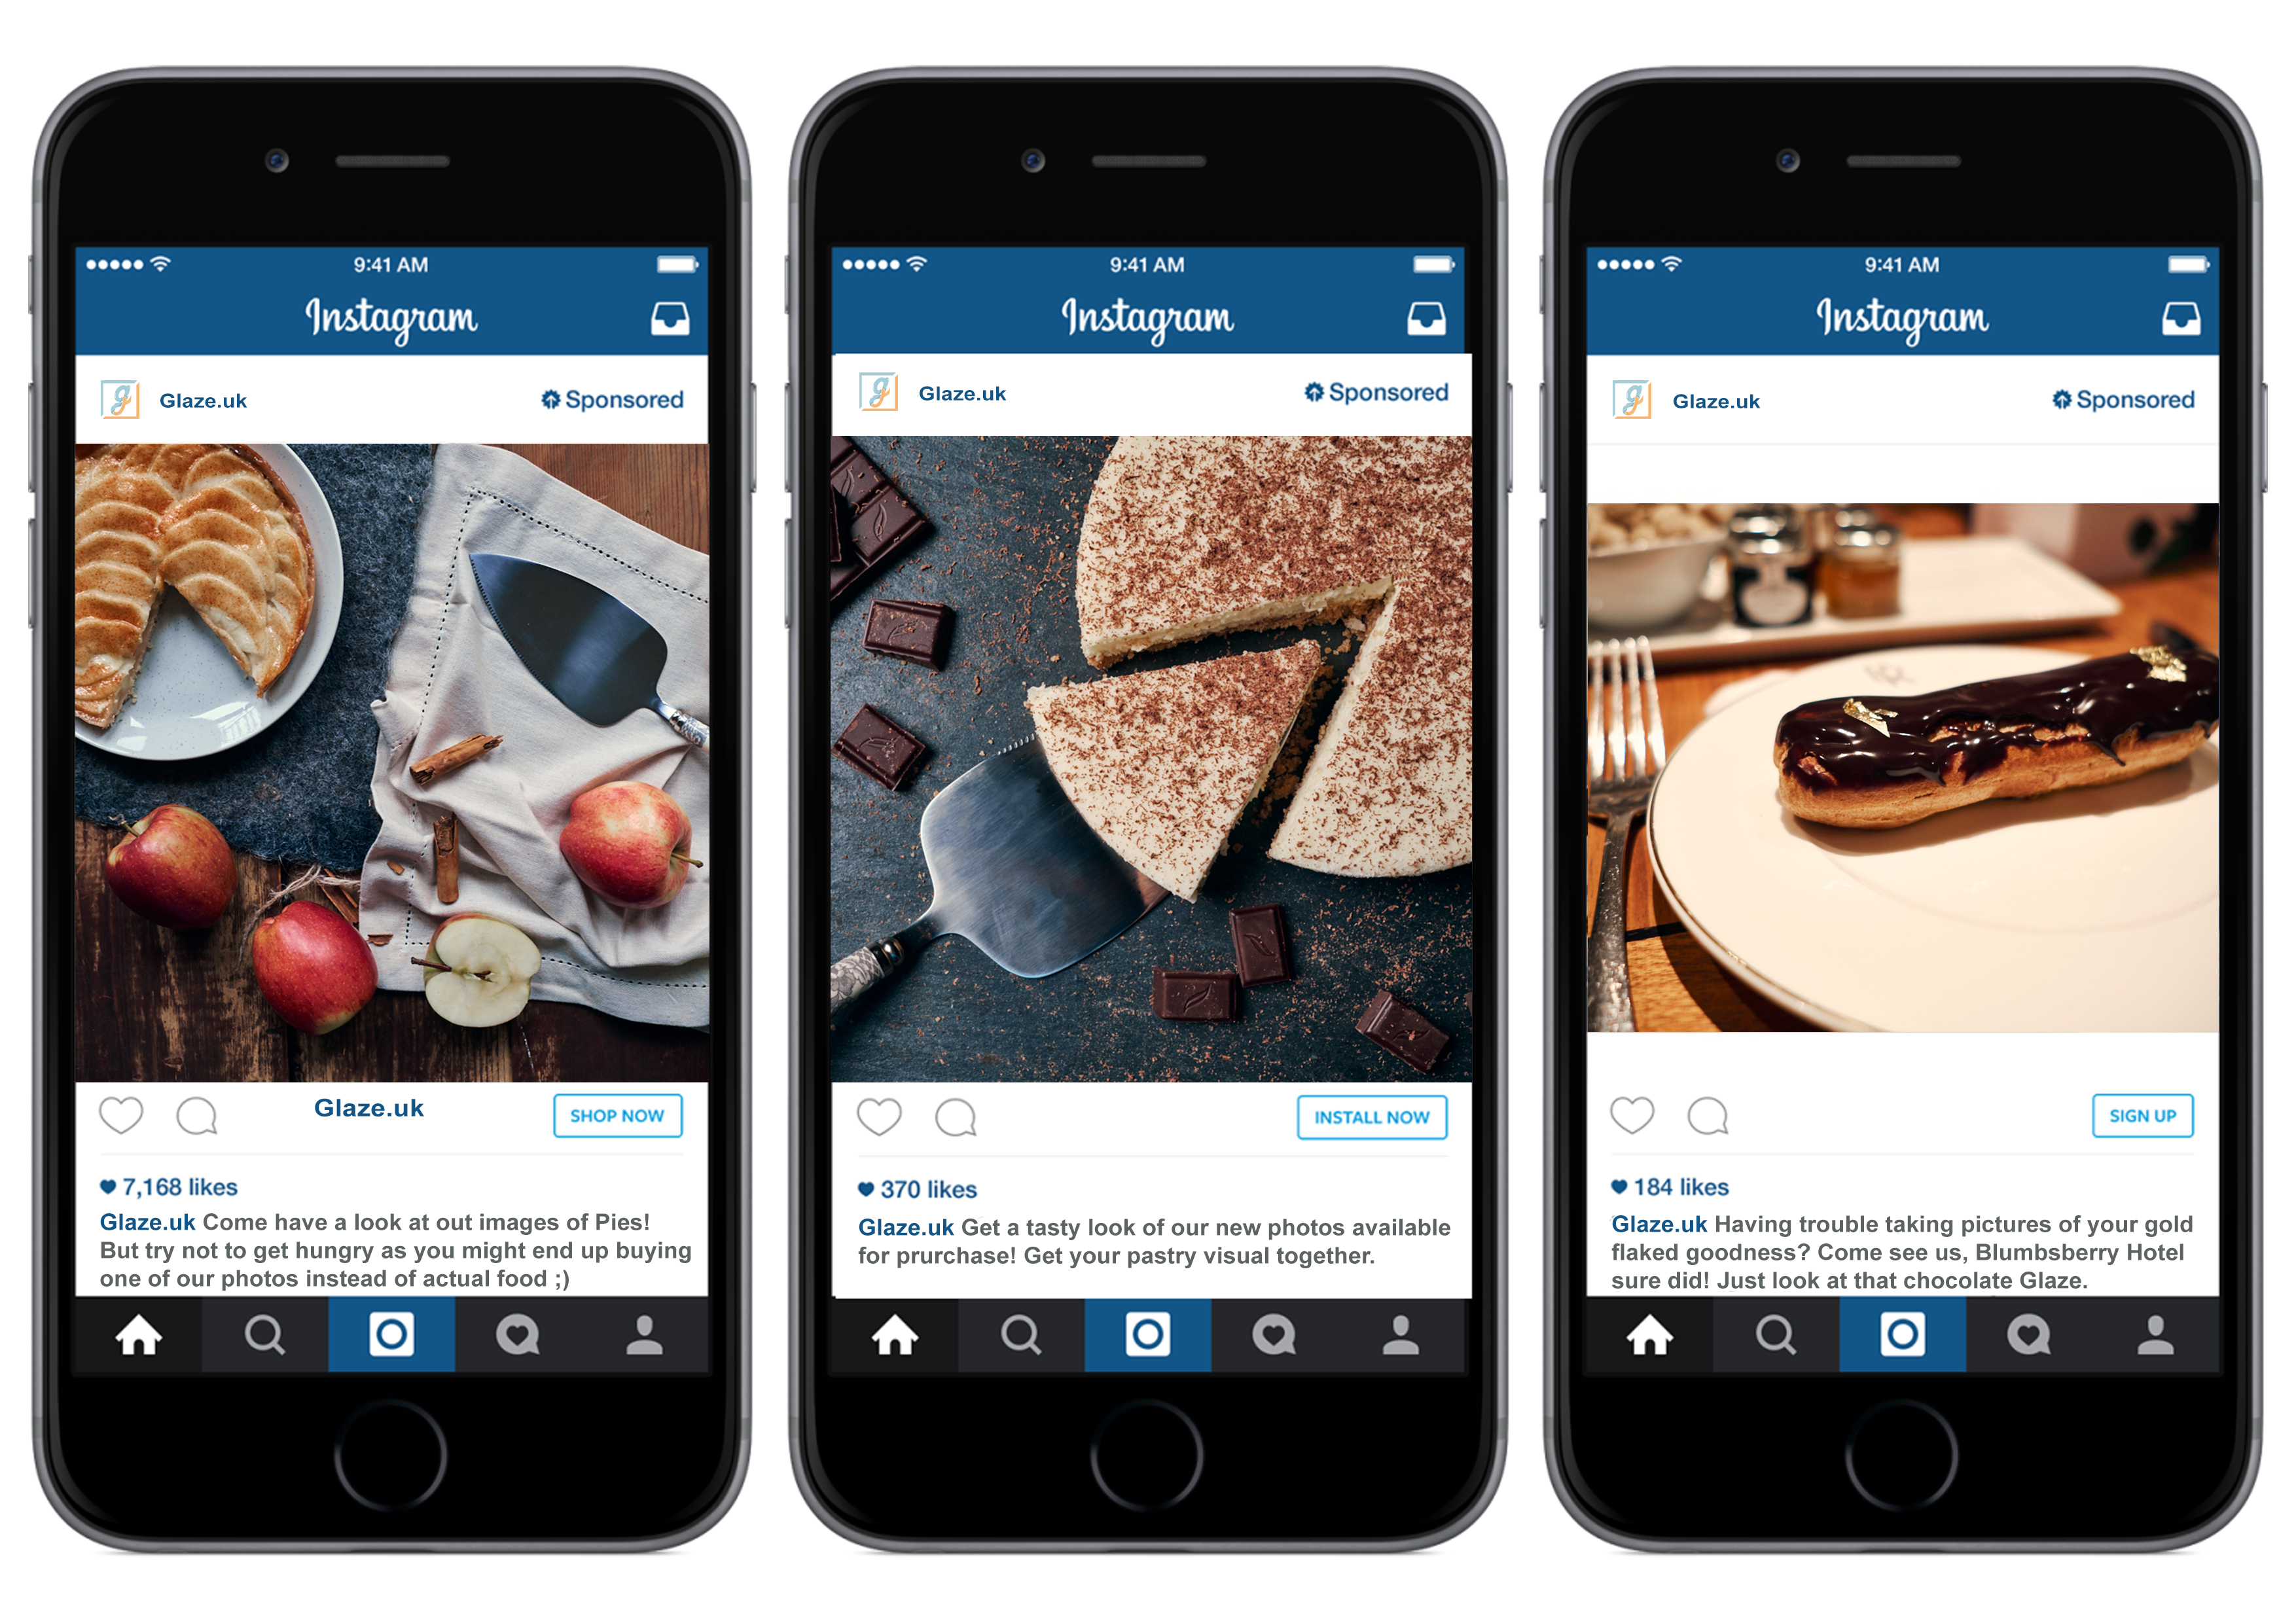 9:41 AM
Instagram
Glaze.uk
Sponsored
Glaze.uk
SHOP NOW
7,168 likes
Glaze.uk Come have a look at out images of Pies!
But try not to get hungry as you might end up buying
one of our photos instead of actual food ;)
9:41 AM
Instagram
Glaze.uk
Sponsored
INSTALL NOW
370 likes
Glaze.uk Get a tasty look of our new photos available
for prurchase! Get your pastry visual together.
9:41 AM
Instagram
Glaze.uk
Sponsored
SIGN UP
184 likes
Glaze.uk Having trouble taking pictures of your gold
flaked goodness? Come see us, Blumbsberry Hotel
sure did! Just look at that chocolate Glaze.